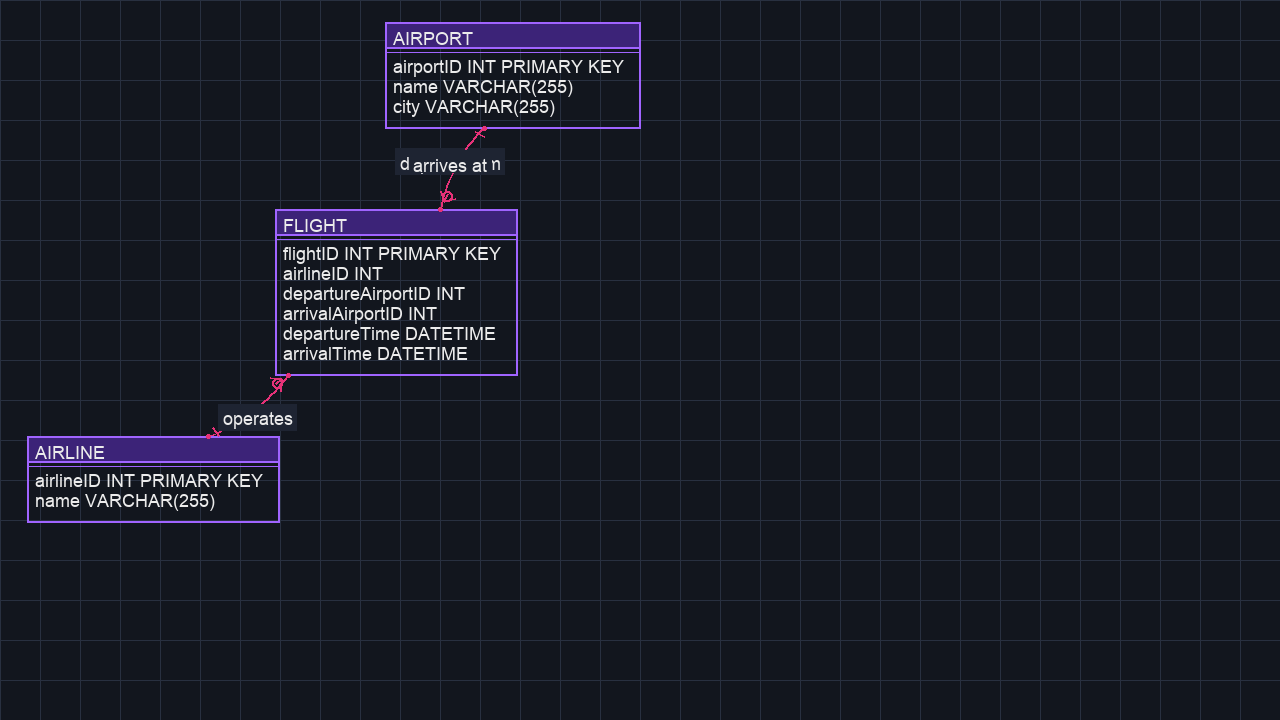 AIRPORT
airportID INT PRIMARY KEY
name VARCHAR(255)
city VARCHAR(255)
arrives at
FLIGHT
flightID INT PRIMARY KEY
airlineID INT
departureAirportID INT
arrivalAirportID INT
departureTime DATETIME
arrivalTime DATETIME
operates
AIRLINE
airlineID INT PRIMARY KEY
name VARCHAR(255)